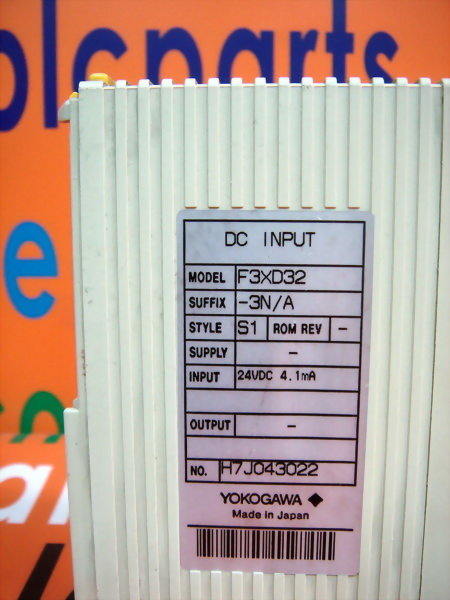 plcparts
e
DC INPUT
MODEL F3XD32
SUFFIX -3N/A
STYLE S1 ROM REV -
SUPPLY -
INPUT 24VDC 4.1mA
OUTPUT -
NO. H7J043022
YOKOGAWA
Made in Japan